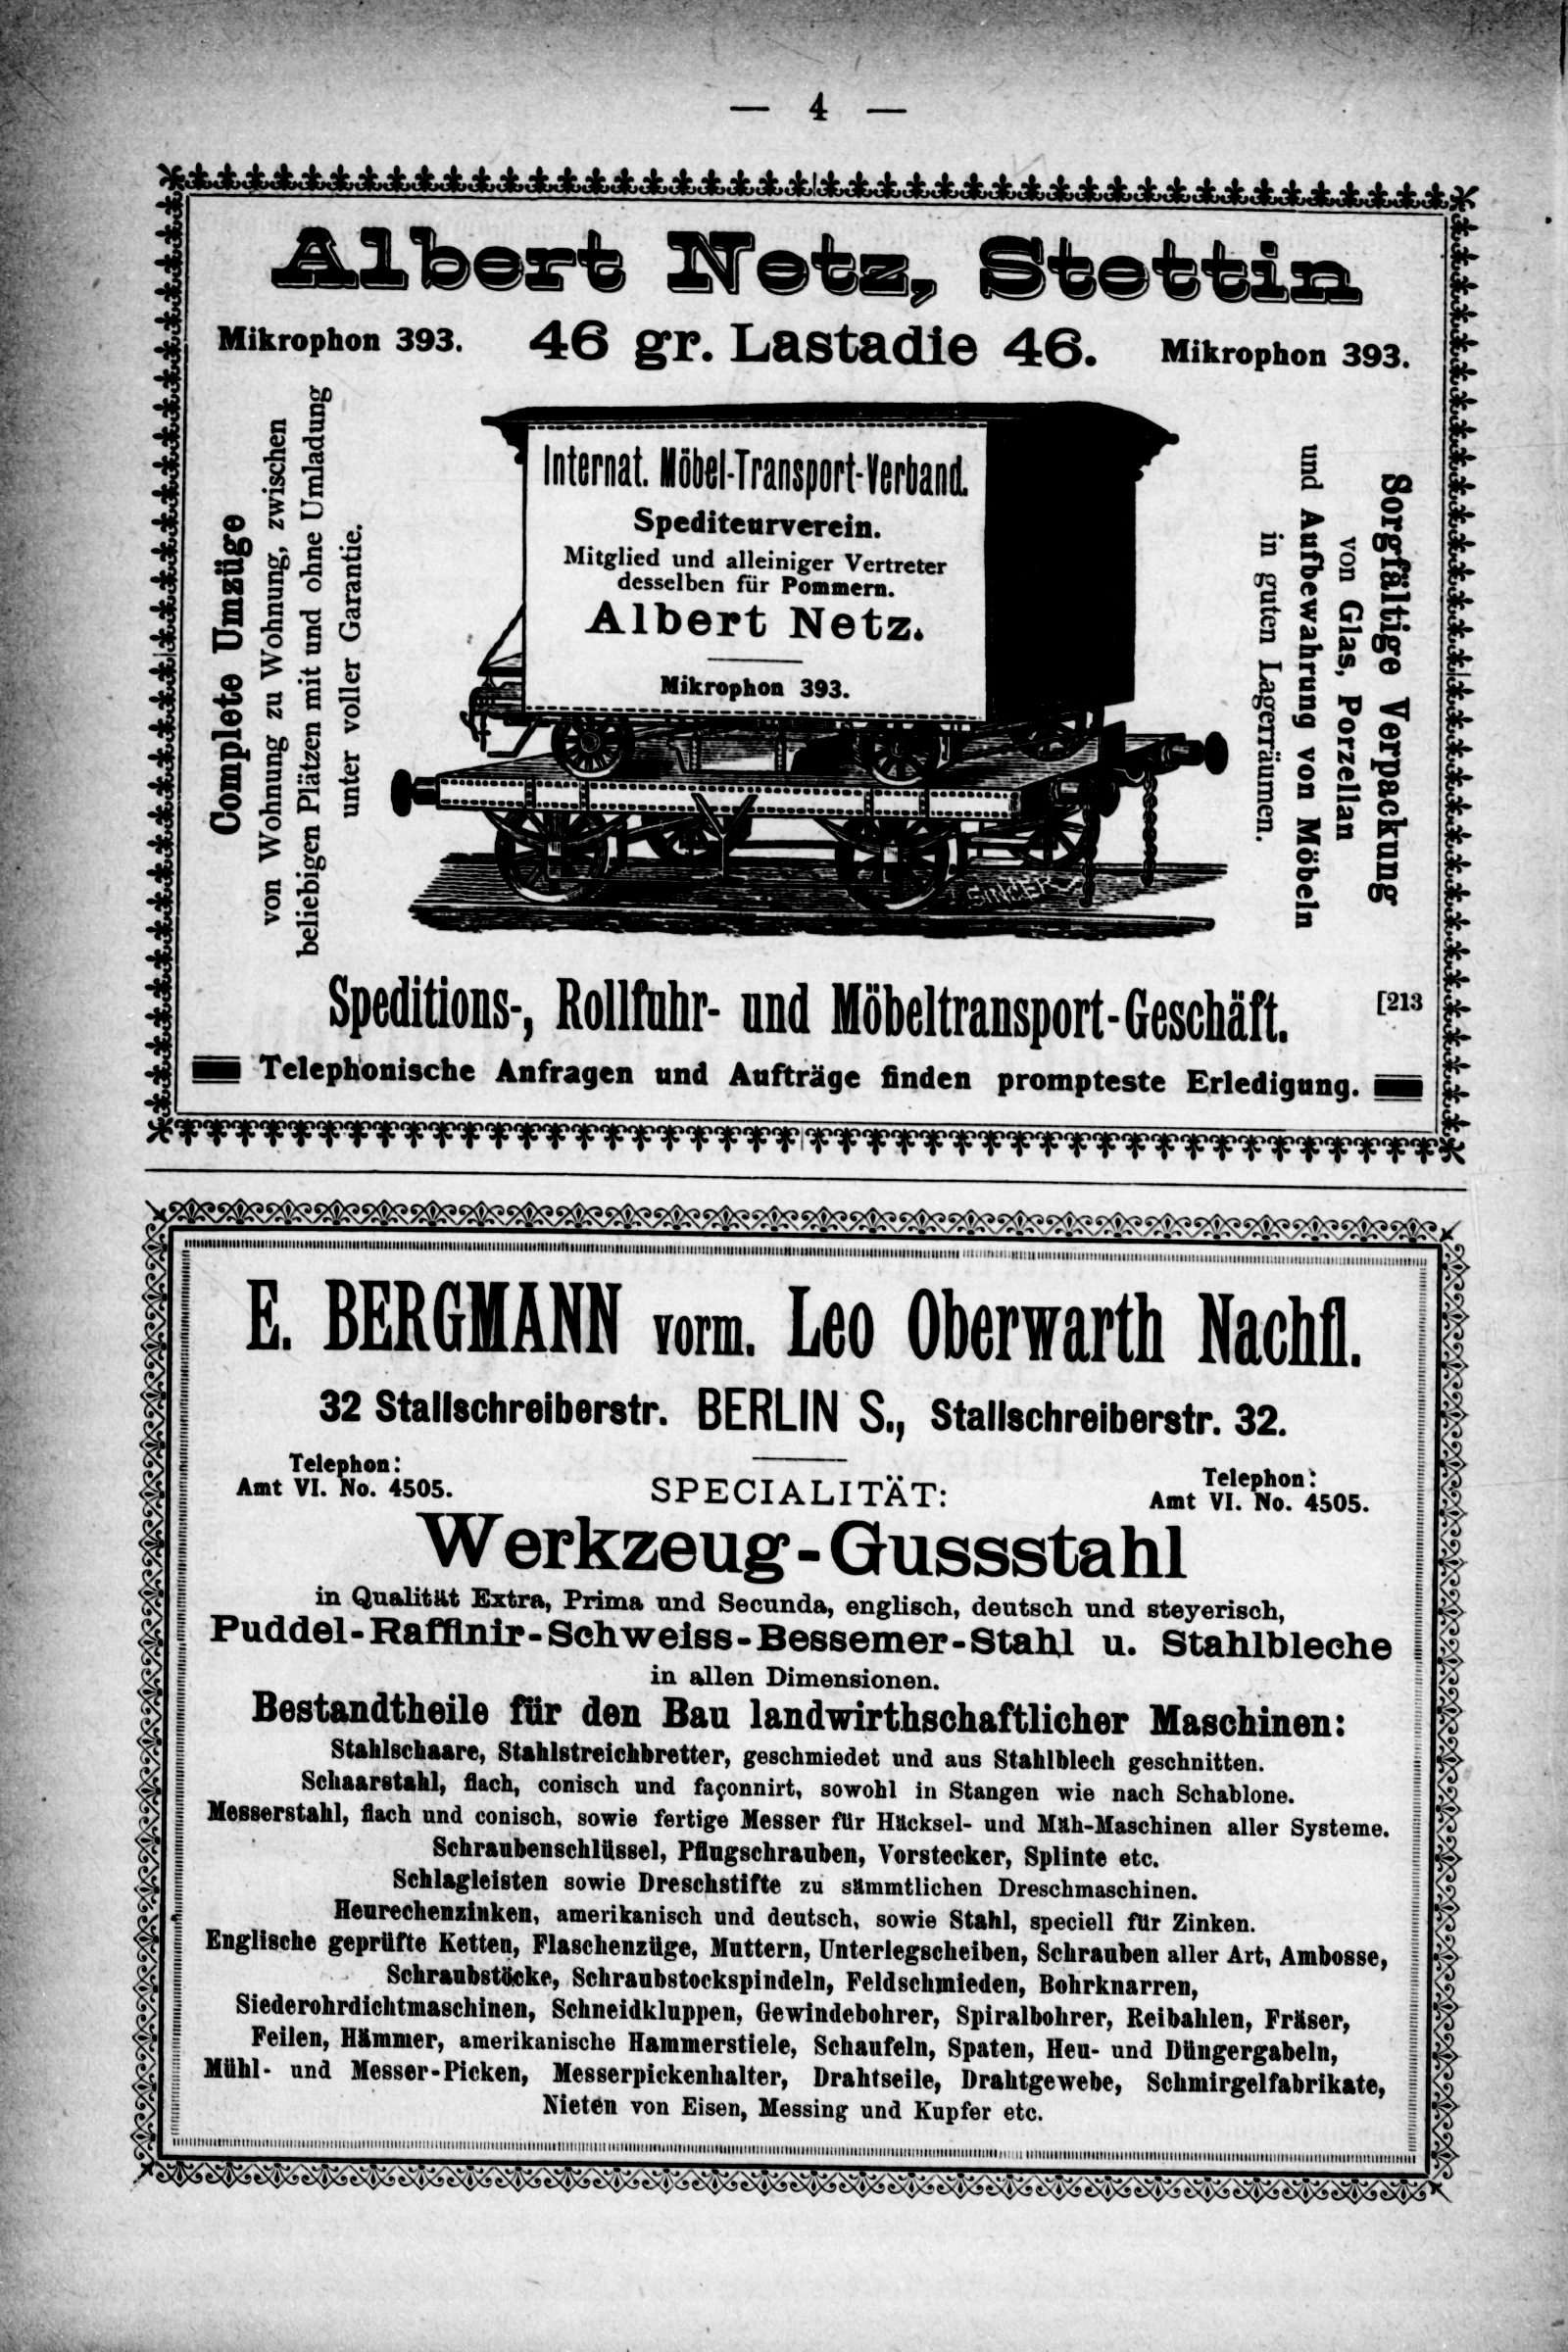 — 4 —
Albert Netz, Stettin
Mikrophon 393. 46 gr. Lastadie 46. Mikrophon 393.
Complete Umzüge
von Wohnung zu Wohnung, zwischen
beliebigen Plätzen mit und ohne Umladung
unter voller Garantie.
Internat. Möbel-Transport-Verband.
Spediteurverein.
Mitglied und alleiniger Vertreter
desselben für Pommern.
Albert Netz.
Mikrophon 393.
SINGER
Sorgfältige Verpackung
von Glas, Porzellan
und Aufbewahrung von Möbeln
in guten Lagerräumen.
Speditions-, Rollfuhr- und Möbeltransport-Geschäft. [213
Telephonische Anfragen und Aufträge finden prompteste Erledigung.
E. BERGMANN vorm. Leo Oberwarth Nachfl.
32 Stallschreiberstr. BERLIN S., Stallschreiberstr. 32.
Telephon:
Amt VI. No. 4505.
SPECIALITÄT:
Telephon:
Amt VI. No. 4505.
Werkzeug-Gussstahl
in Qualität Extra, Prima und Secunda, englisch, deutsch und steyerisch,
Puddel-Raffinir-Schweiss-Bessemer-Stahl u. Stahlbleche
in allen Dimensionen.
Bestandtheile für den Bau landwirthschaftlicher Maschinen:
Stahlschaare, Stahlstreichbretter, geschmiedet und aus Stahlblech geschnitten.
Schaarstahl, flach, conisch und façonnirt, sowohl in Stangen wie nach Schablone.
Messerstahl, flach und conisch, sowie fertige Messer für Häcksel- und Mäh-Maschinen aller Systeme.
Schraubenschlüssel, Pflugschrauben, Vorstecker, Splinte etc.
Schlagleisten sowie Dreschstifte zu sämmtlichen Dreschmaschinen.
Heurechenzinken, amerikanisch und deutsch, sowie Stahl, speciell für Zinken.
Englische geprüfte Ketten, Flaschenzüge, Muttern, Unterlegscheiben, Schrauben aller Art, Ambosse,
Schraubstöcke, Schraubstockspindeln, Feldschmieden, Bohrknarren,
Siederohrdichtmaschinen, Schneidkluppen, Gewindebohrer, Spiralbohrer, Reibahlen, Fräser,
Feilen, Hämmer, amerikanische Hammerstiele, Schaufeln, Spaten, Heu- und Düngergabeln,
Mühl- und Messer-Picken, Messerpickenhalter, Drahtseile, Drahtgewebe, Schmirgelfabrikate,
Nieten von Eisen, Messing und Kupfer etc.